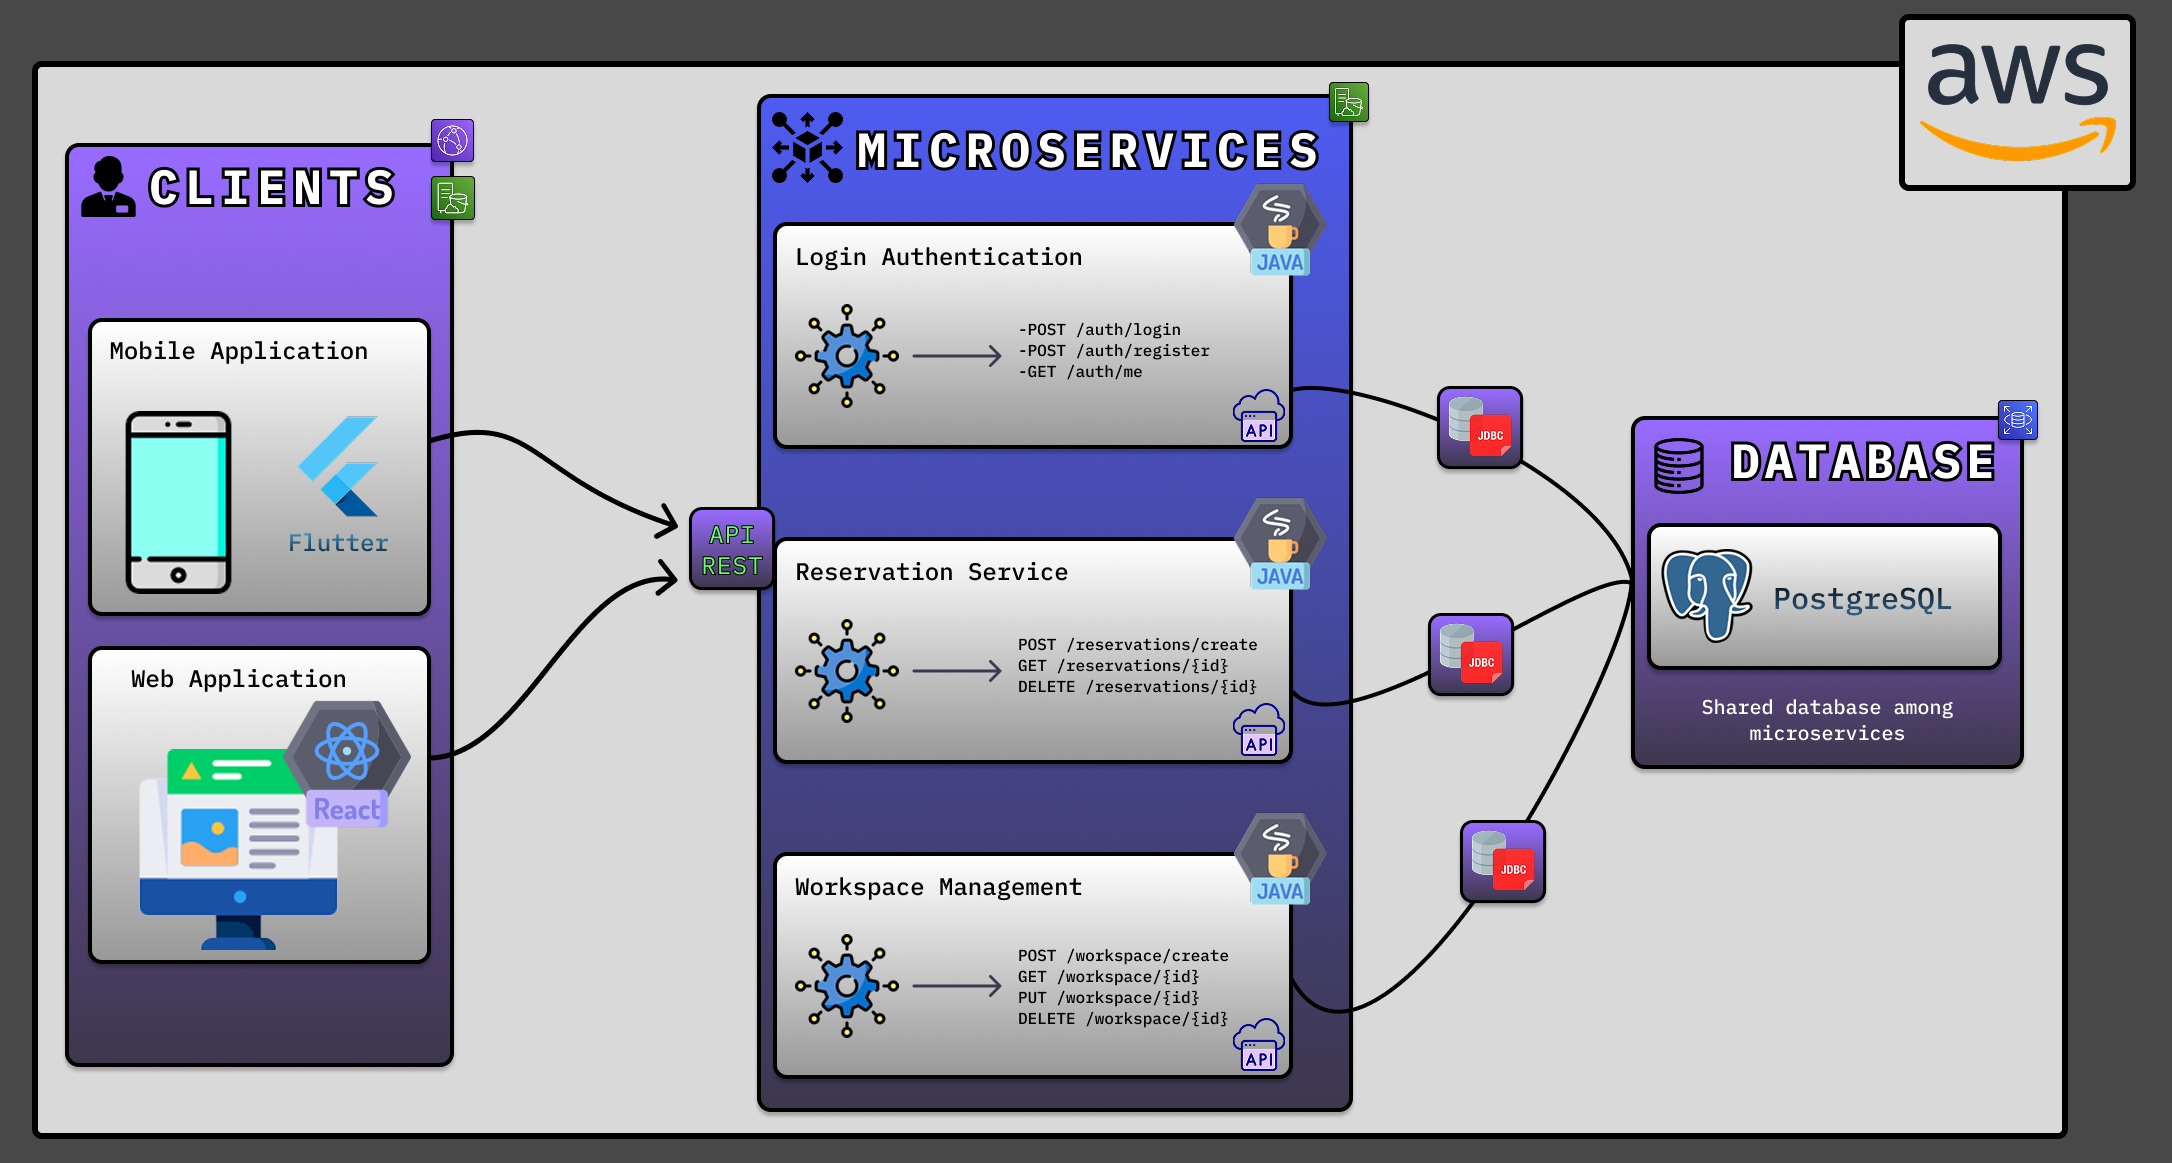 aws
CLIENTS
Mobile Application
Flutter
Web Application
React
API
REST
MICROSERVICES
Login Authentication
JAVA
-POST /auth/login
-POST /auth/register
-GET /auth/me
API
Reservation Service
JAVA
POST /reservations/create
GET /reservations/{id}
DELETE /reservations/{id}
API
Workspace Management
JAVA
POST /workspace/create
GET /workspace/{id}
PUT /workspace/{id}
DELETE /workspace/{id}
API
JDBC
JDBC
JDBC
DATABASE
PostgreSQL
Shared database among
microservices